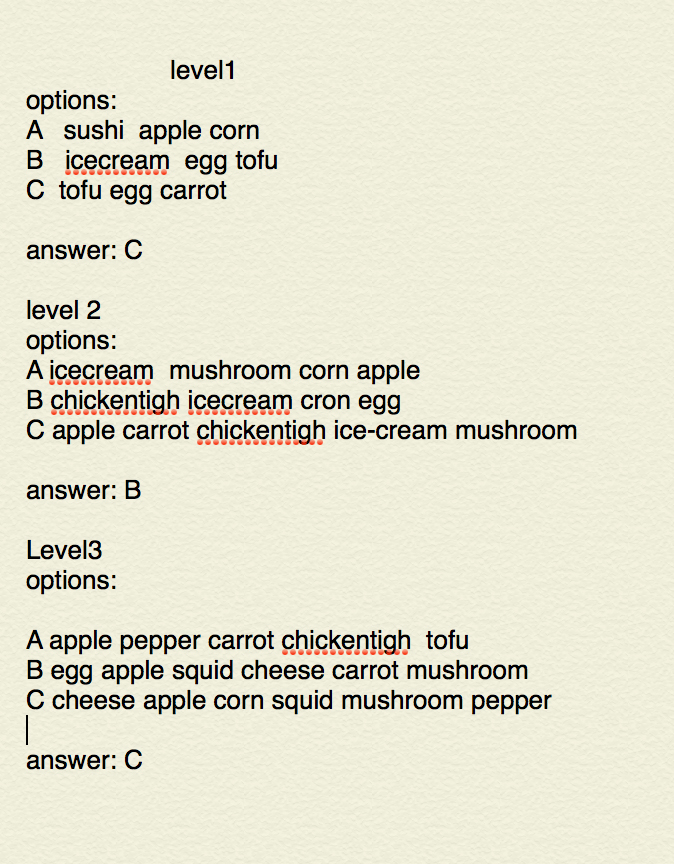 level1
options:
A   sushi  apple corn
B   icecream  egg tofu
C  tofu egg carrot
answer: C
level 2
options:
A icecream  mushroom corn apple
B chickentigh icecream cron egg
C apple carrot chickentigh ice-cream mushroom
answer: B
Level3
options:
A apple pepper carrot chickentigh  tofu
B egg apple squid cheese carrot mushroom
C cheese apple corn squid mushroom pepper
answer: C